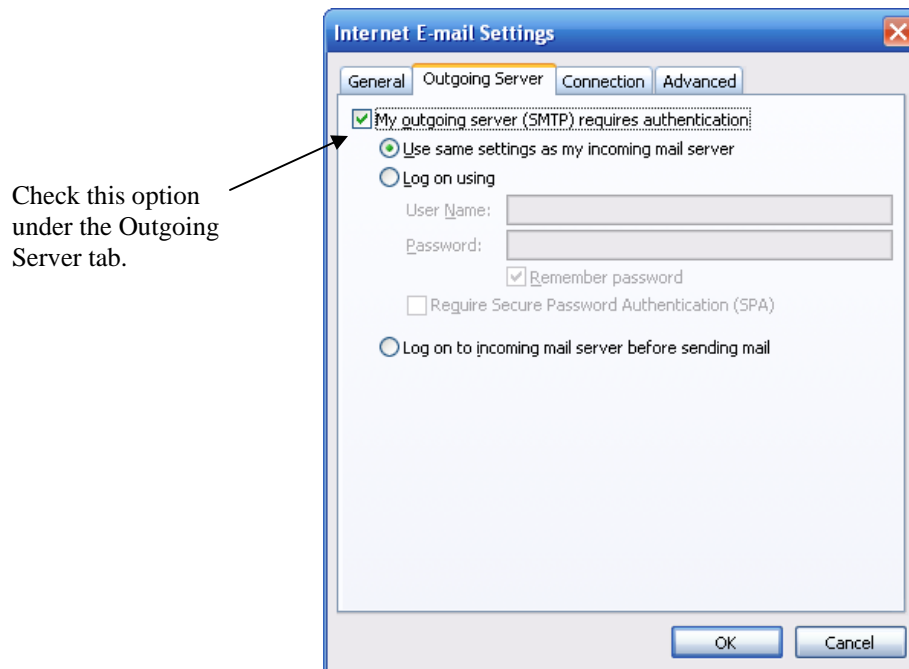 Internet E-mail Settings
General Outgoing Server Connection Advanced
My outgoing server (SMTP) requires authentication
Use same settings as my incoming mail server
Log on using
User Name:
Password:
Remember password
Require Secure Password Authentication (SPA)
Log on to incoming mail server before sending mail
OK Cancel
Check this option
under the Outgoing
Server tab.